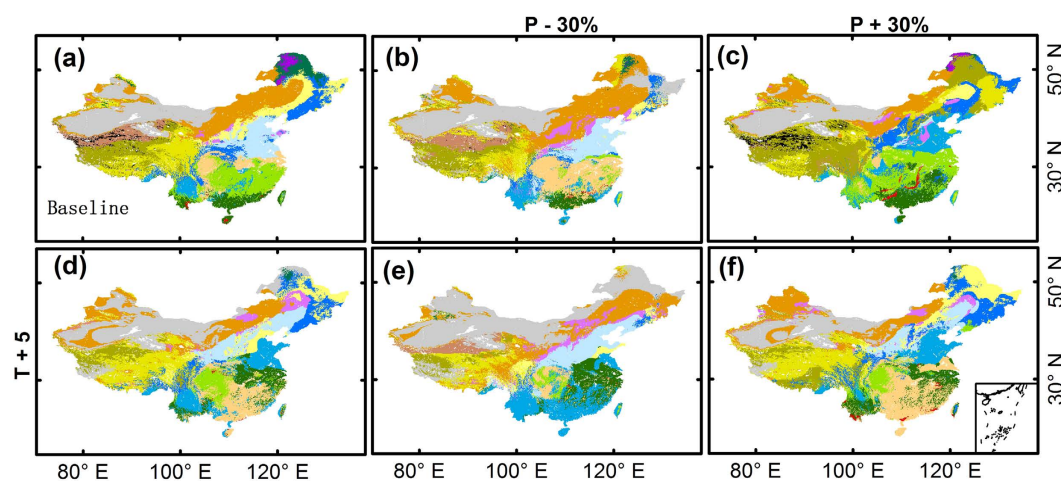 P - 30%
P + 30%
(a)
(b)
(c)
50° N
30° N
Baseline
(d)
(e)
(f)
50° N
30° N
T + 5
80° E
100° E
120° E
80° E
100° E
120° E
80° E
100° E
120° E